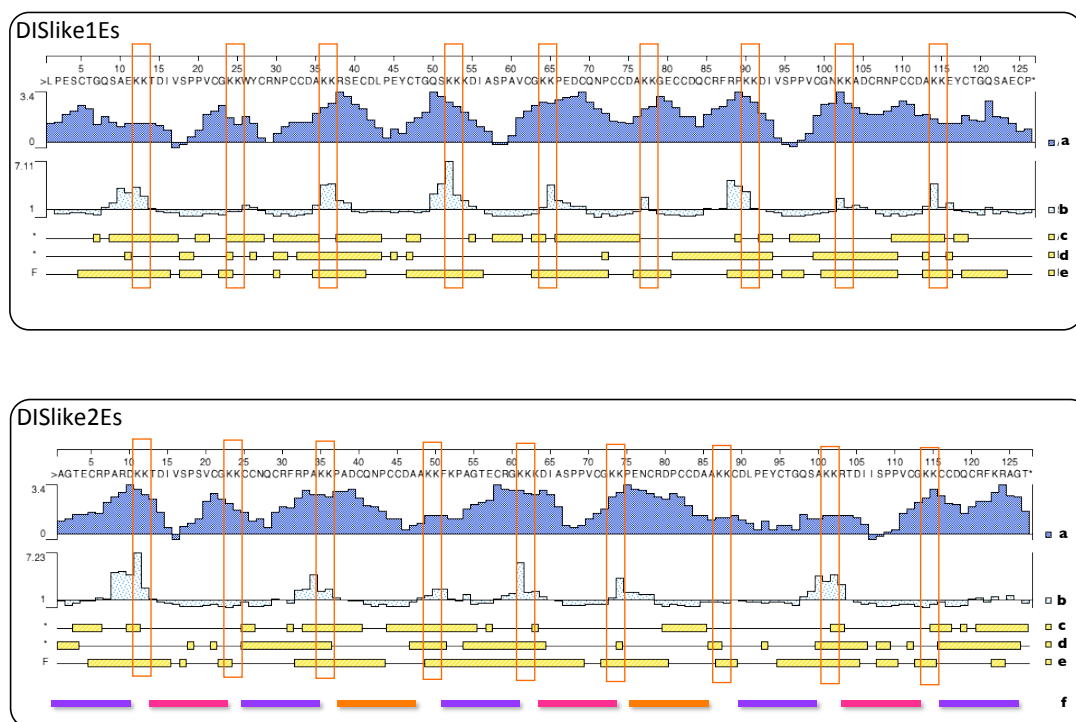 DISlike1Es
5 10 15 20 25 30 35 40 45 50 55 60 65 70 75 80 85 90 95 100 105 110 115 120 125
>LPESCTGQSAEKKTDIVSPPVCGKKWYCRNPCCDAKKRSECDLPEYCTGQSKKKDIASPAVCGKKPEDCQNPCCDAKKGECCDQCRFRPKKDIVSPPVCGNKKADCRNPCCDAKKEYCTGQSAECP*
3.4
0 a
7.11
1 b
* c
* d
F e
DISlike2Es
5 10 15 20 25 30 35 40 45 50 55 60 65 70 75 80 85 90 95 100 105 110 115 120 125
>AGTECRPARDKKTDIVSPSVCGKKCCNQCRFRPAKKPADCQNPCCDAAKKFKPAGTECRGKKKDIASPPVCGKKPENCRDPCCDAAKKCDLPEYCTGQSAKKRTDIISPPVCGKKCCDQCRFKRAGT*
3.4
0 a
7.23
1 b
* c
* d
F e
f